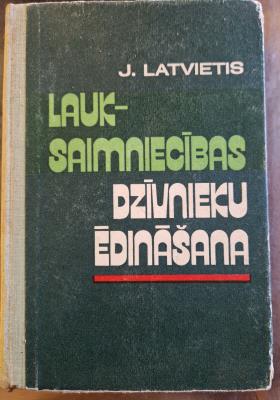 J. LATVIETIS
LAUK-
SAIMNIECĪBAS
DZĪVNIEKU
ĒDINĀŠANA